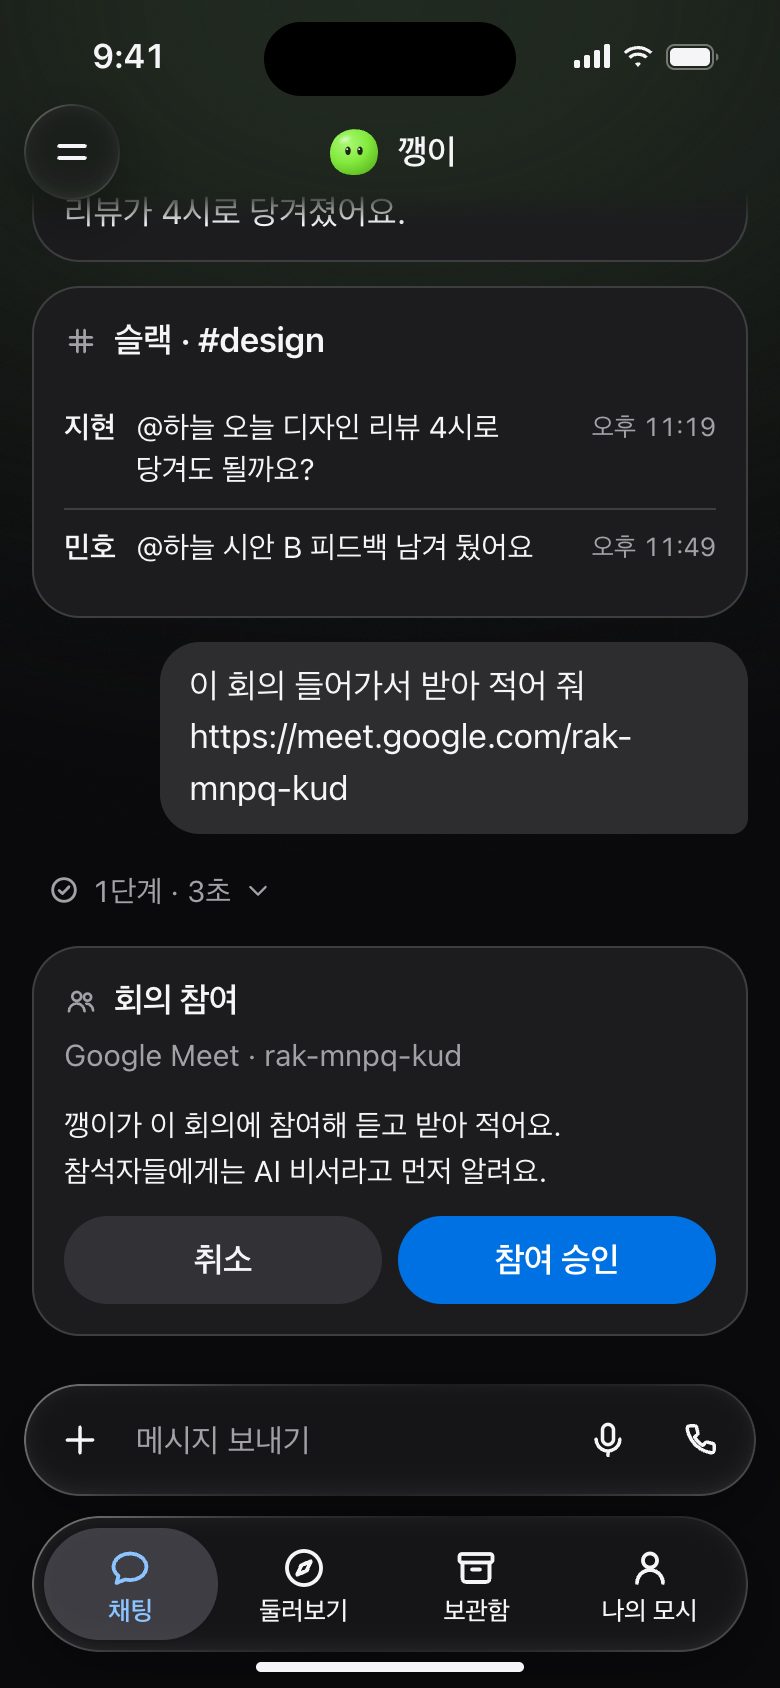 9:41
깽이
리뷰가 4시로 당겨졌어요.
슬랙 · #design
지현 @하늘 오늘 디자인 리뷰 4시로 오후 11:19
당겨도 될까요?
민호 @하늘 시안 B 피드백 남겨 뒀어요 오후 11:49
이 회의 들어가서 받아 적어 줘
https://meet.google.com/rak-
mnpq-kud
1단계 · 3초
회의 참여
Google Meet · rak-mnpq-kud
깽이가 이 회의에 참여해 듣고 받아 적어요.
참석자들에게는 AI 비서라고 먼저 알려요.
취소 참여 승인
메시지 보내기
채팅 둘러보기 보관함 나의 모시